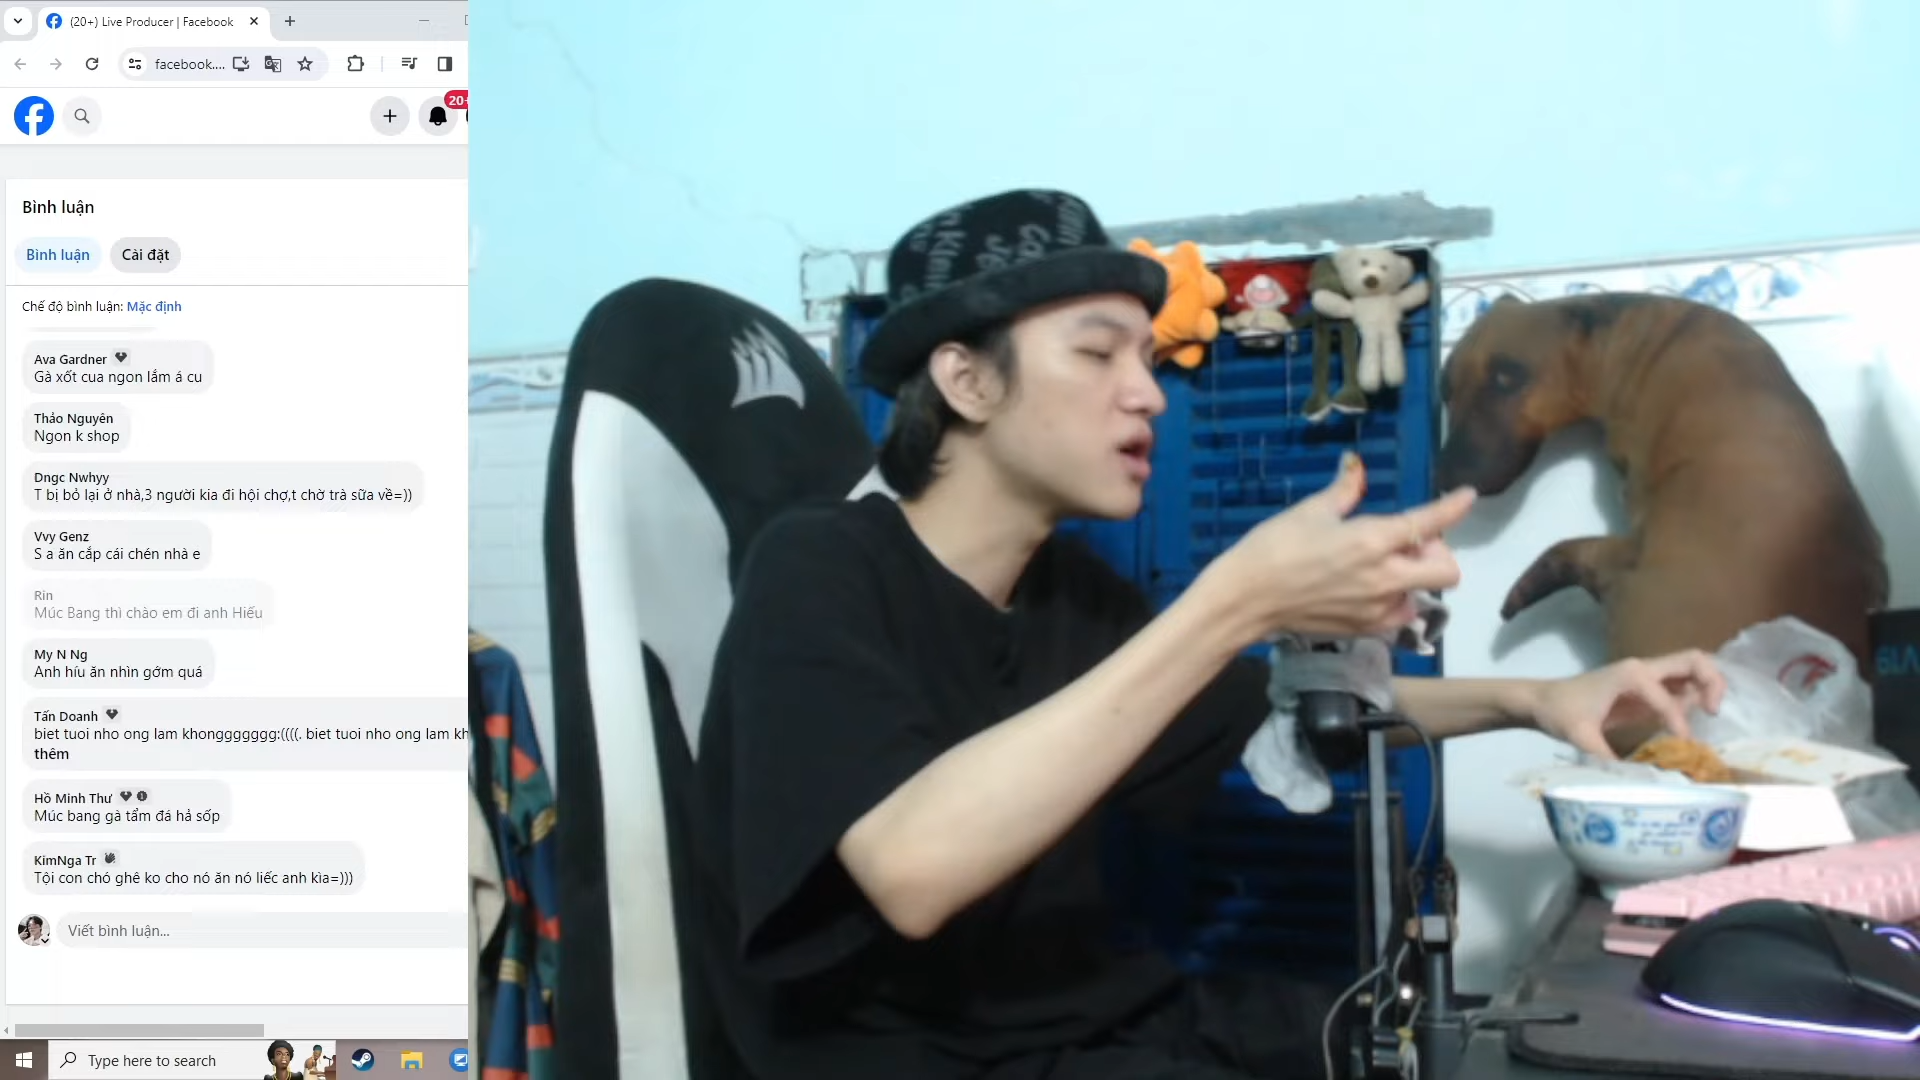 (20+) Live Producer | Facebook
facebook....
20+
Bình luận
Bình luận
Cài đặt
Chế độ bình luận: Mặc định
Ava Gardner
Gà xốt cua ngon lắm á cu
Thảo Nguyên
Ngon k shop
Dngc Nwhyy
T bị bỏ lại ở nhà,3 người kia đi hội chợ,t chờ trà sữa về=))
Vvy Genz
S a ăn cắp cái chén nhà e
Rin
Múc Bang thì chào em đi anh Hiếu
My N Ng
Anh híu ăn nhìn gớm quá
Tấn Doanh
biet tuoi nho ong lam khonggggggg:((((. biet tuoi nho ong lam kh
thêm
Hồ Minh Thư
Múc bang gà tẩm đá hả sốp
KimNga Tr
Tội con chó ghê ko cho nó ăn nó liếc anh kìa=)))
Viết bình luận...
Type here to search